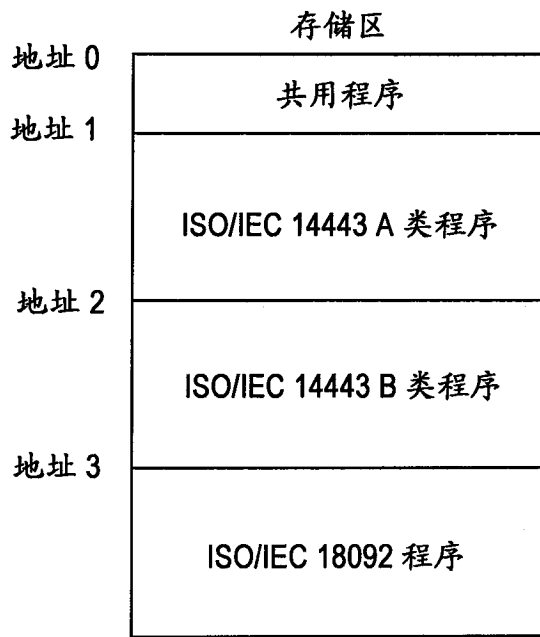 存储区
地址 0
共用程序
地址 1
ISO/IEC 14443 A 类程序
地址 2
ISO/IEC 14443 B 类程序
地址 3
ISO/IEC 18092 程序